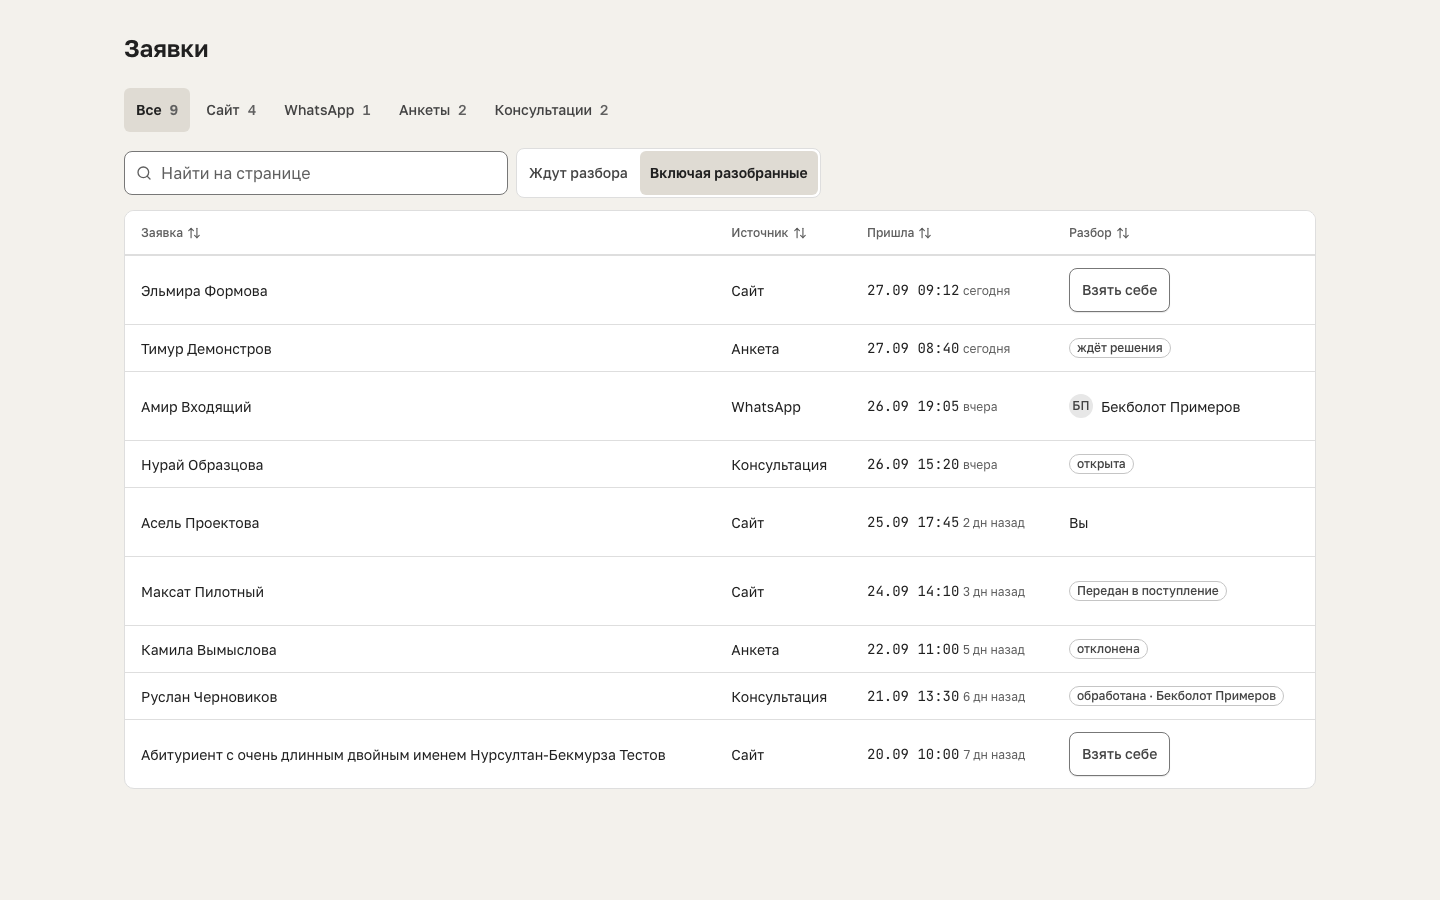 Заявки
Все 9 Сайт 4 WhatsApp 1 Анкеты 2 Консультации 2
Найти на странице Ждут разбора Включая разобранные
Заявка Источник Пришла Разбор
Эльмира Формова Сайт 27.09 09:12 сегодня Взять себе
Тимур Демонстров Анкета 27.09 08:40 сегодня ждёт решения
Амир Входящий WhatsApp 26.09 19:05 вчера БП Бекболот Примеров
Нурай Образцова Консультация 26.09 15:20 вчера открыта
Асель Проектова Сайт 25.09 17:45 2 дн назад Вы
Максат Пилотный Сайт 24.09 14:10 3 дн назад Передан в поступление
Камила Вымыслова Анкета 22.09 11:00 5 дн назад отклонена
Руслан Черновиков Консультация 21.09 13:30 6 дн назад обработана · Бекболот Примеров
Абитуриент с очень длинным двойным именем Нурсултан-Бекмурза Тестов Сайт 20.09 10:00 7 дн назад Взять себе